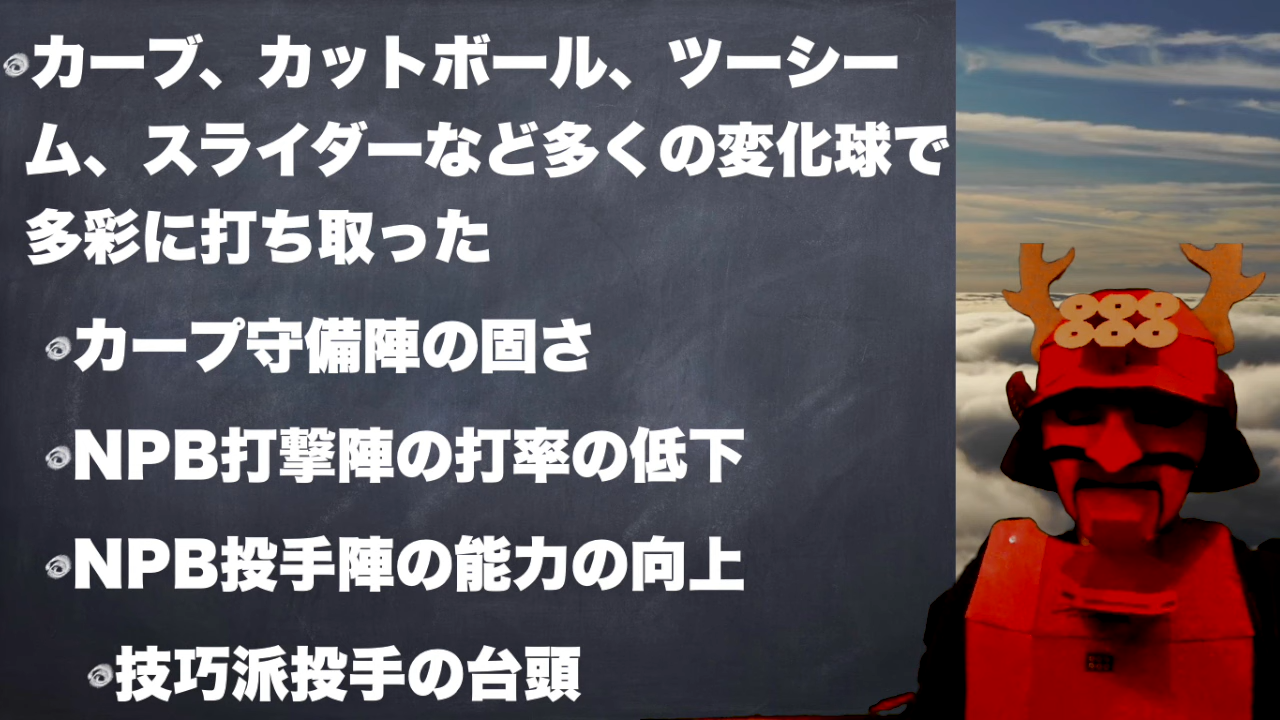 カーブ、カットボール、ツーシー
ム、スライダーなど多くの変化球で
多彩に打ち取った
カープ守備陣の固さ
NPB打撃陣の打率の低下
NPB投手陣の能力の向上
技巧派投手の台頭